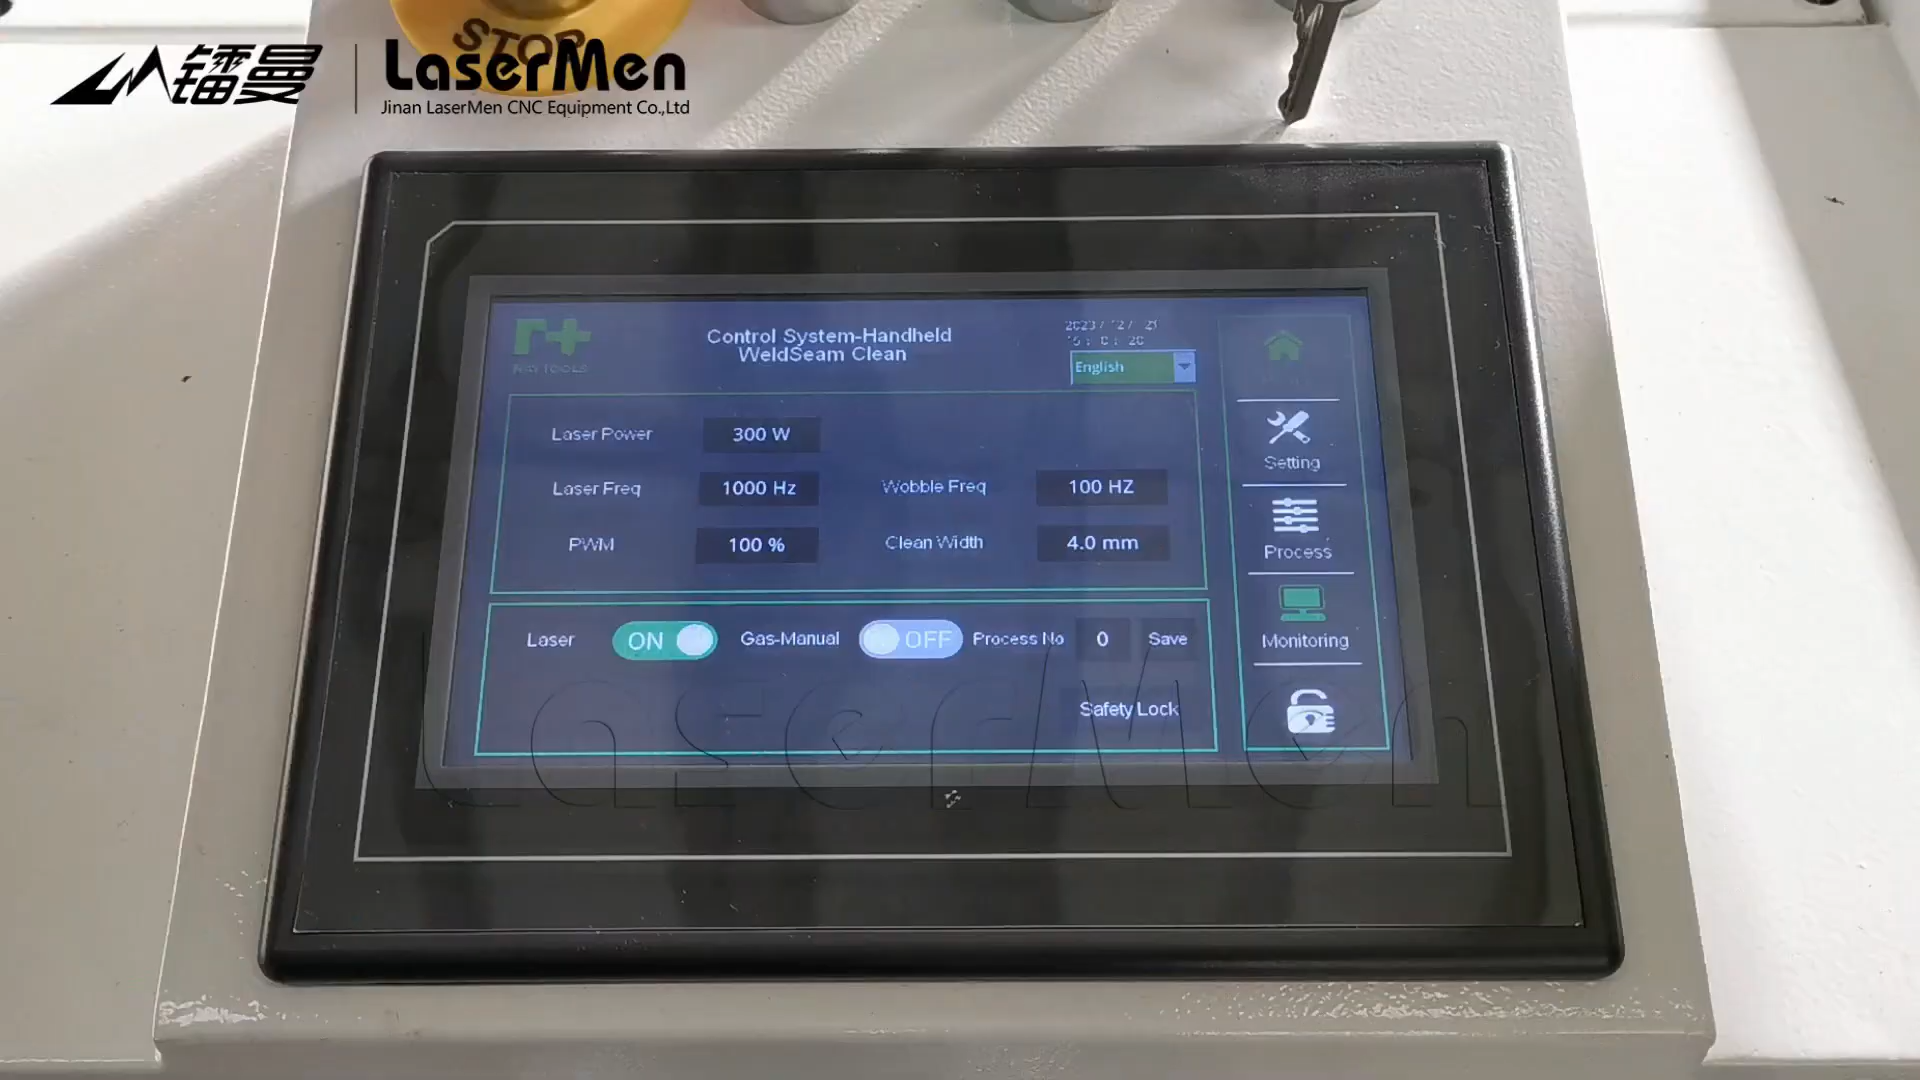 STOP
镭曼
LaserMen
Jinan LaserMen CNC Equipment Co.,Ltd
Control System-Handheld
WeldSeam Clean
RAYTOOLS
English
Laser Power 300 W
Laser Freq 1000 Hz Wobble Freq 100 HZ
PWM 100 % Clean Width 4.0 mm
Laser ON Gas-Manual OFF Process No 0 Save
Safety Lock
Setting
Process
Monitoring
LaserMen